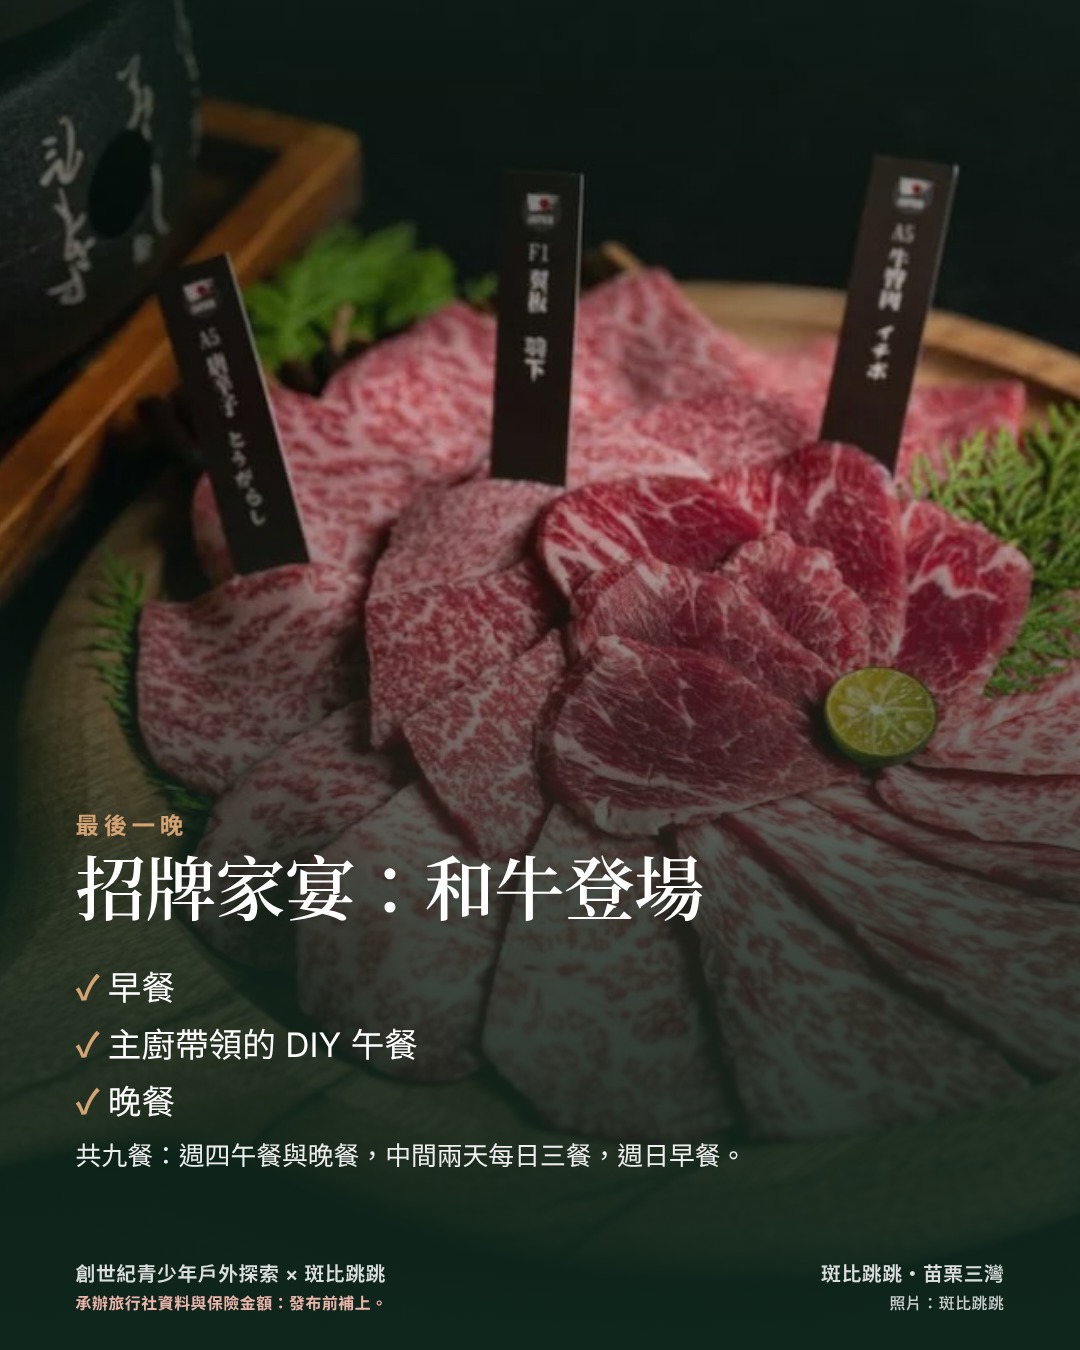 A5 唐辛子 とうがらし
F1 翼板 羽下
A5 牛臀肉 イチボ
最後一晚
招牌家宴：和牛登場
✓ 早餐
✓ 主廚帶領的 DIY 午餐
✓ 晚餐
共九餐：週四午餐與晚餐，中間兩天每日三餐，週日早餐。
創世紀青少年戶外探索 × 斑比跳跳
承辦旅行社資料與保險金額：發布前補上。
斑比跳跳・苗栗三灣
照片：斑比跳跳